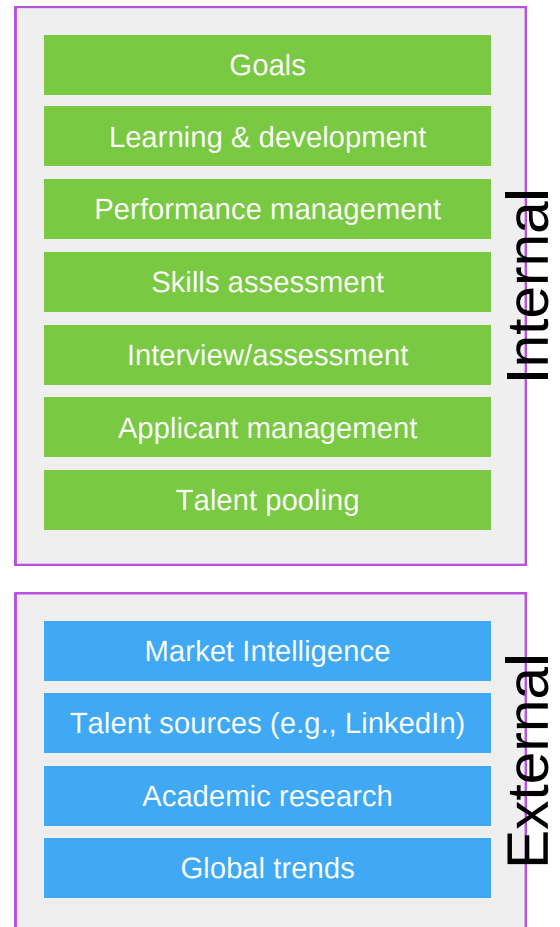 Goals
Learning & development
Performance management
Skills assessment
Interview/assessment
Applicant management
Talent pooling
Internal
Market Intelligence
Talent sources (e.g., LinkedIn)
Academic research
Global trends
External